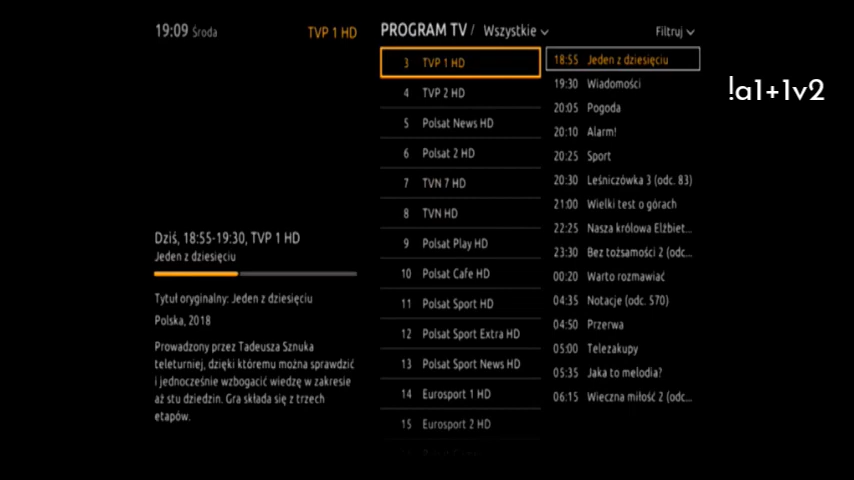 19:09 Środa
TVP 1 HD
PROGRAM TV / Wszystkie
Filtruj
!a1+1v2
3 TVP 1 HD
4 TVP 2 HD
5 Polsat News HD
6 Polsat 2 HD
7 TVN 7 HD
8 TVN HD
9 Polsat Play HD
10 Polsat Cafe HD
11 Polsat Sport HD
12 Polsat Sport Extra HD
13 Polsat Sport News HD
14 Eurosport 1 HD
15 Eurosport 2 HD
18:55 Jeden z dziesięciu
19:30 Wiadomości
20:05 Pogoda
20:10 Alarm!
20:25 Sport
20:30 Leśniczówka 3 (odc. 83)
21:00 Wielki test o górach
22:25 Nasza królowa Elżbiet...
23:30 Bez tożsamości 2 (odc...
00:20 Warto rozmawiać
04:35 Notacje (odc. 570)
04:50 Przerwa
05:00 Telezakupy
05:35 Jaka to melodia?
06:15 Wieczna miłość 2 (odc...
Dziś, 18:55-19:30, TVP 1 HD
Jeden z dziesięciu
Tytuł oryginalny: Jeden z dziesięciu
Polska, 2018
Prowadzony przez Tadeusza Sznuka
teleturniej, dzięki któremu można sprawdzić
i jednocześnie wzbogacić wiedzę w zakresie
aż stu dziedzin. Gra składa się z trzech
etapów.